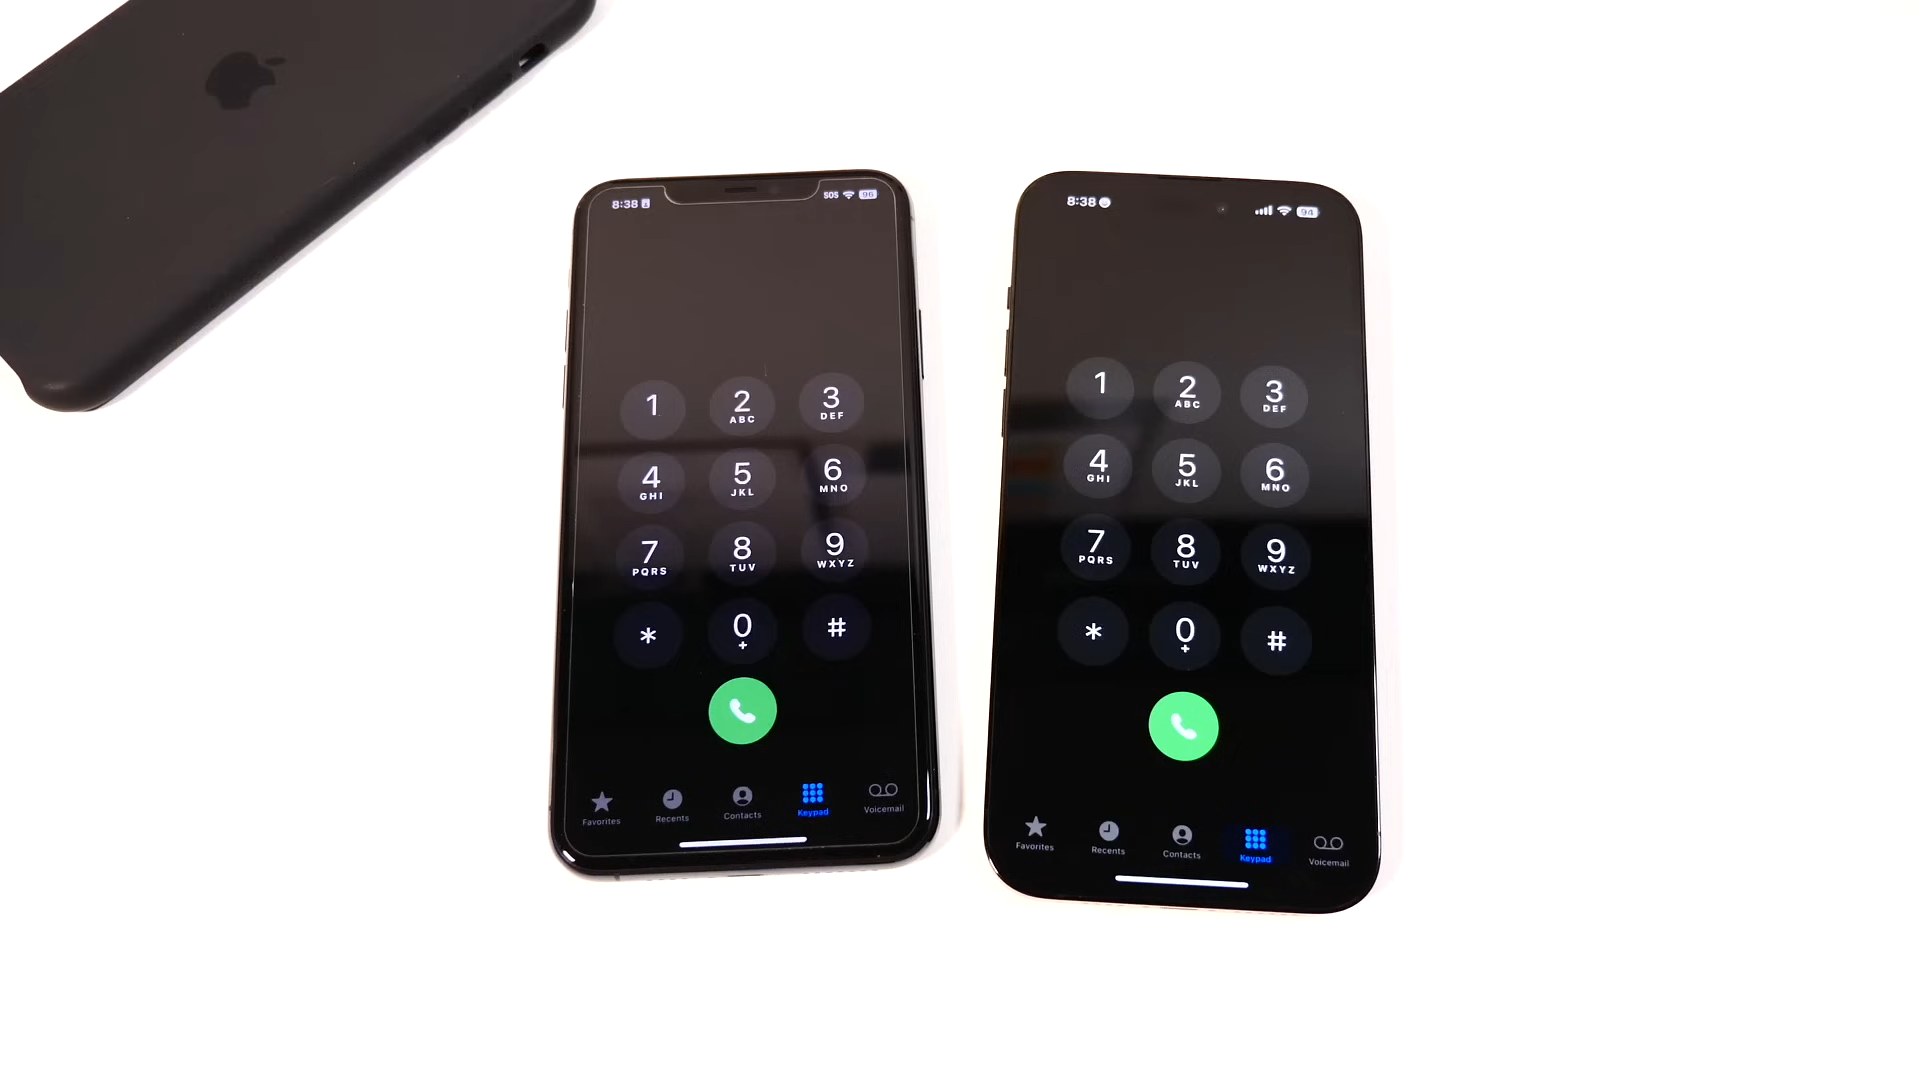 8:38
SOS 96
1 2 3
ABC DEF
4 5 6
GHI JKL MNO
7 8 9
PQRS TUV WXYZ
* 0 #
+
Favorites Recents Contacts Keypad Voicemail
8:38
94
1 2 3
ABC DEF
4 5 6
GHI JKL MNO
7 8 9
PQRS TUV WXYZ
* 0 #
+
Favorites Recents Contacts Keypad Voicemail